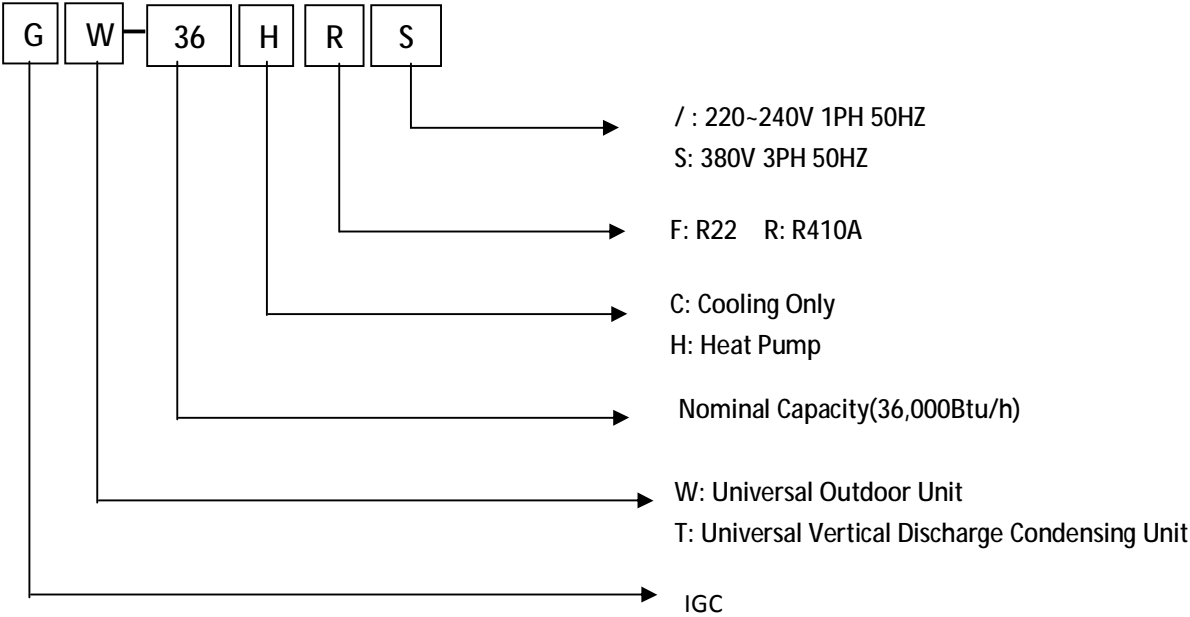 G W - 36 H R S
/ : 220~240V 1PH 50HZ
S: 380V 3PH 50HZ
F: R22 R: R410A
C: Cooling Only
H: Heat Pump
Nominal Capacity(36,000Btu/h)
W: Universal Outdoor Unit
T: Universal Vertical Discharge Condensing Unit
IGC